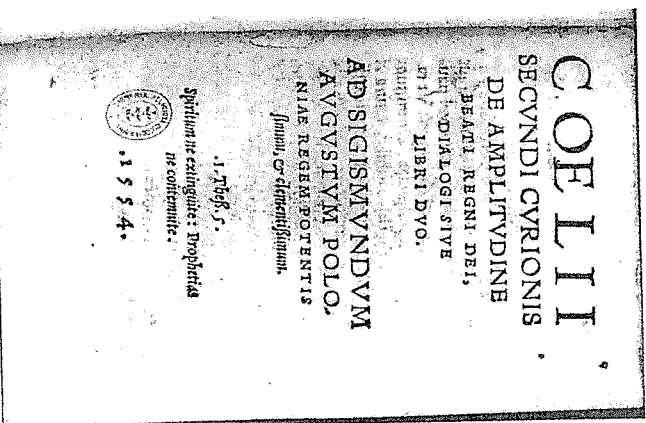 COELII
SECVNDI CVRIONIS
DE AMPLITVDINE
BEATI REGNI DEI,
DIALOGI SIVE
LIBRI DVO.
AD SIGISMVNDVM
AVGVSTVM POLO.
NIAE REGEM POTENTIS
ſimum, & clementißimum.
.1. Theß. 5.
Spiritum ne extinguite: Prophetias
ne contemnite.
.1554.